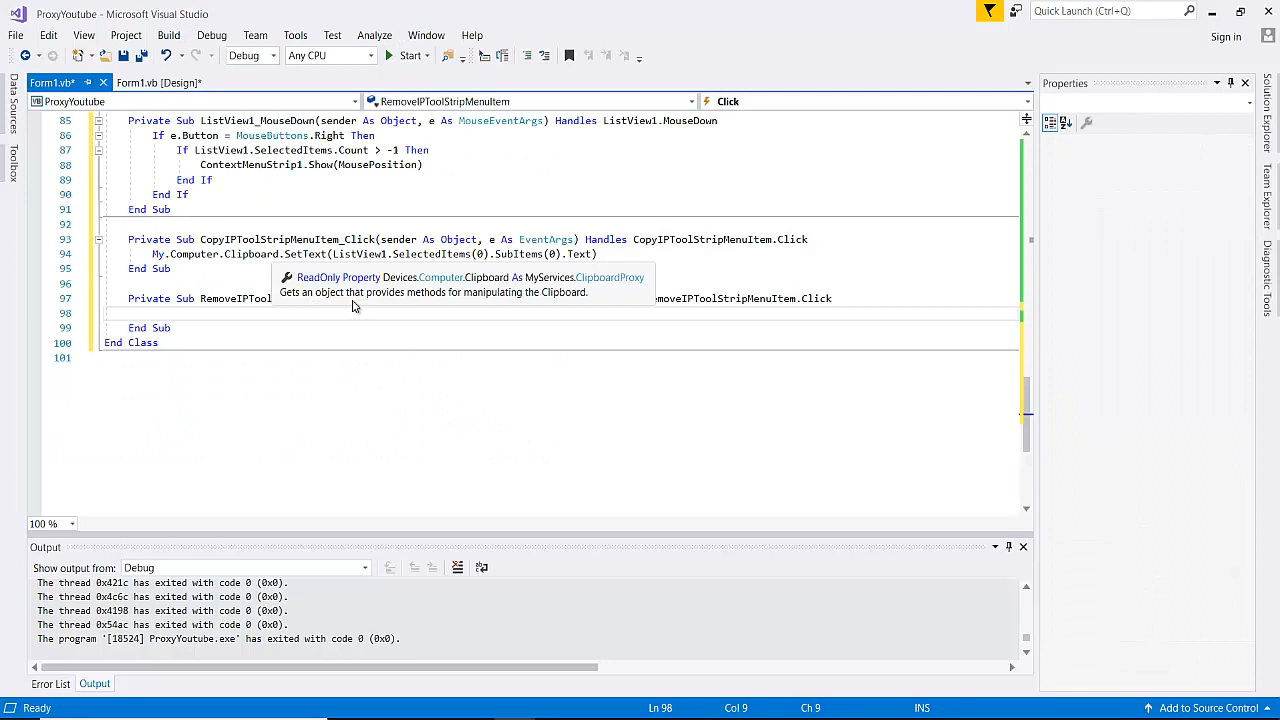 ProxyYoutube - Microsoft Visual Studio
Quick Launch (Ctrl+Q)
File Edit View Project Build Debug Team Tools Test Analyze Window Help
Sign in
Debug Any CPU Start
Form1.vb* Form1.vb [Design]*
Properties
ProxyYoutube RemoveIPToolStripMenuItem Click
Data Sources
Toolbox
Solution Explorer
Team Explorer
Diagnostic Tools
85 Private Sub ListView1_MouseDown(sender As Object, e As MouseEventArgs) Handles ListView1.MouseDown
86 If e.Button = MouseButtons.Right Then
87 If ListView1.SelectedItems.Count > -1 Then
88 ContextMenuStrip1.Show(MousePosition)
89 End If
90 End If
91 End Sub
92
93 Private Sub CopyIPToolStripMenuItem_Click(sender As Object, e As EventArgs) Handles CopyIPToolStripMenuItem.Click
94 My.Computer.Clipboard.SetText(ListView1.SelectedItems(0).SubItems(0).Text)
95 End Sub
ReadOnly Property Devices.Computer.Clipboard As MyServices.ClipboardProxy
Gets an object that provides methods for manipulating the Clipboard.
96
97 Private Sub RemoveIPToo emoveIPToolStripMenuItem.Click
98
99 End Sub
100 End Class
101
100 %
Output
Show output from: Debug
The thread 0x421c has exited with code 0 (0x0).
The thread 0x4c6c has exited with code 0 (0x0).
The thread 0x4198 has exited with code 0 (0x0).
The thread 0x54ac has exited with code 0 (0x0).
The program '[18524] ProxyYoutube.exe' has exited with code 0 (0x0).
Error List Output
Ready Ln 98 Col 9 Ch 9 INS Add to Source Control